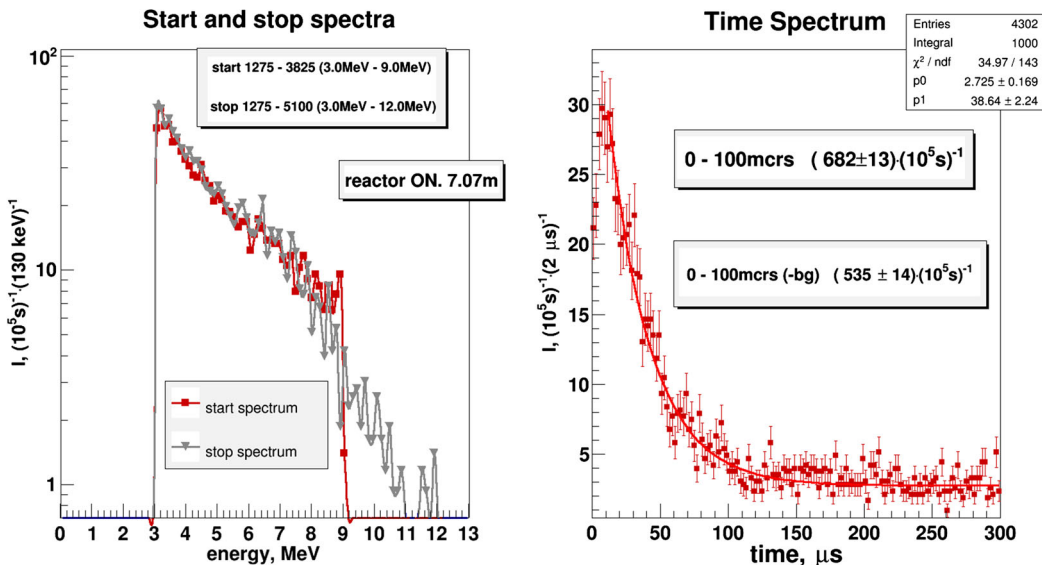 Start and stop spectra
10²
10
1
I, (10⁵s)⁻¹·(130 keV)⁻¹
start 1275 - 3825 (3.0MeV - 9.0MeV)
stop 1275 - 5100 (3.0MeV - 12.0MeV)
reactor ON. 7.07m
start spectrum
stop spectrum
0 1 2 3 4 5 6 7 8 9 10 11 12 13
energy, MeV
Time Spectrum
Entries 4302
Integral 1000
χ² / ndf 34.97 / 143
p0 2.725 ± 0.169
p1 38.64 ± 2.24
30
25
20
15
10
5
I, (10⁵s)⁻¹·(2 μs)⁻¹
0 - 100mcrs ( 682±13)·(10⁵s)⁻¹
0 - 100mcrs (-bg) ( 535 ± 14)·(10⁵s)⁻¹
0 50 100 150 200 250 300
time, μs